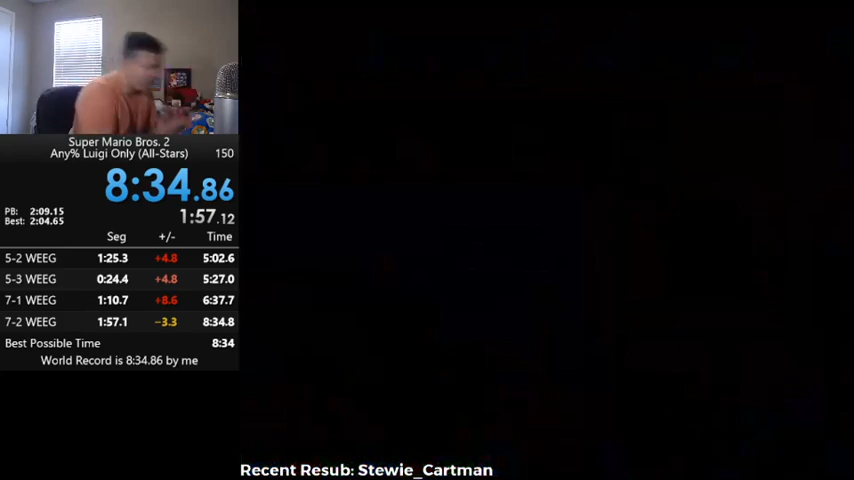 Super Mario Bros. 2
Any% Luigi Only (All-Stars) 150
8:34.86
PB: 2:09.15
Best: 2:04.65
1:57.12
Seg +/- Time
5-2 WEEG 1:25.3 +4.8 5:02.6
5-3 WEEG 0:24.4 +4.8 5:27.0
7-1 WEEG 1:10.7 +8.6 6:37.7
7-2 WEEG 1:57.1 −3.3 8:34.8
Best Possible Time 8:34
World Record is 8:34.86 by me
Recent Resub: Stewie_Cartman